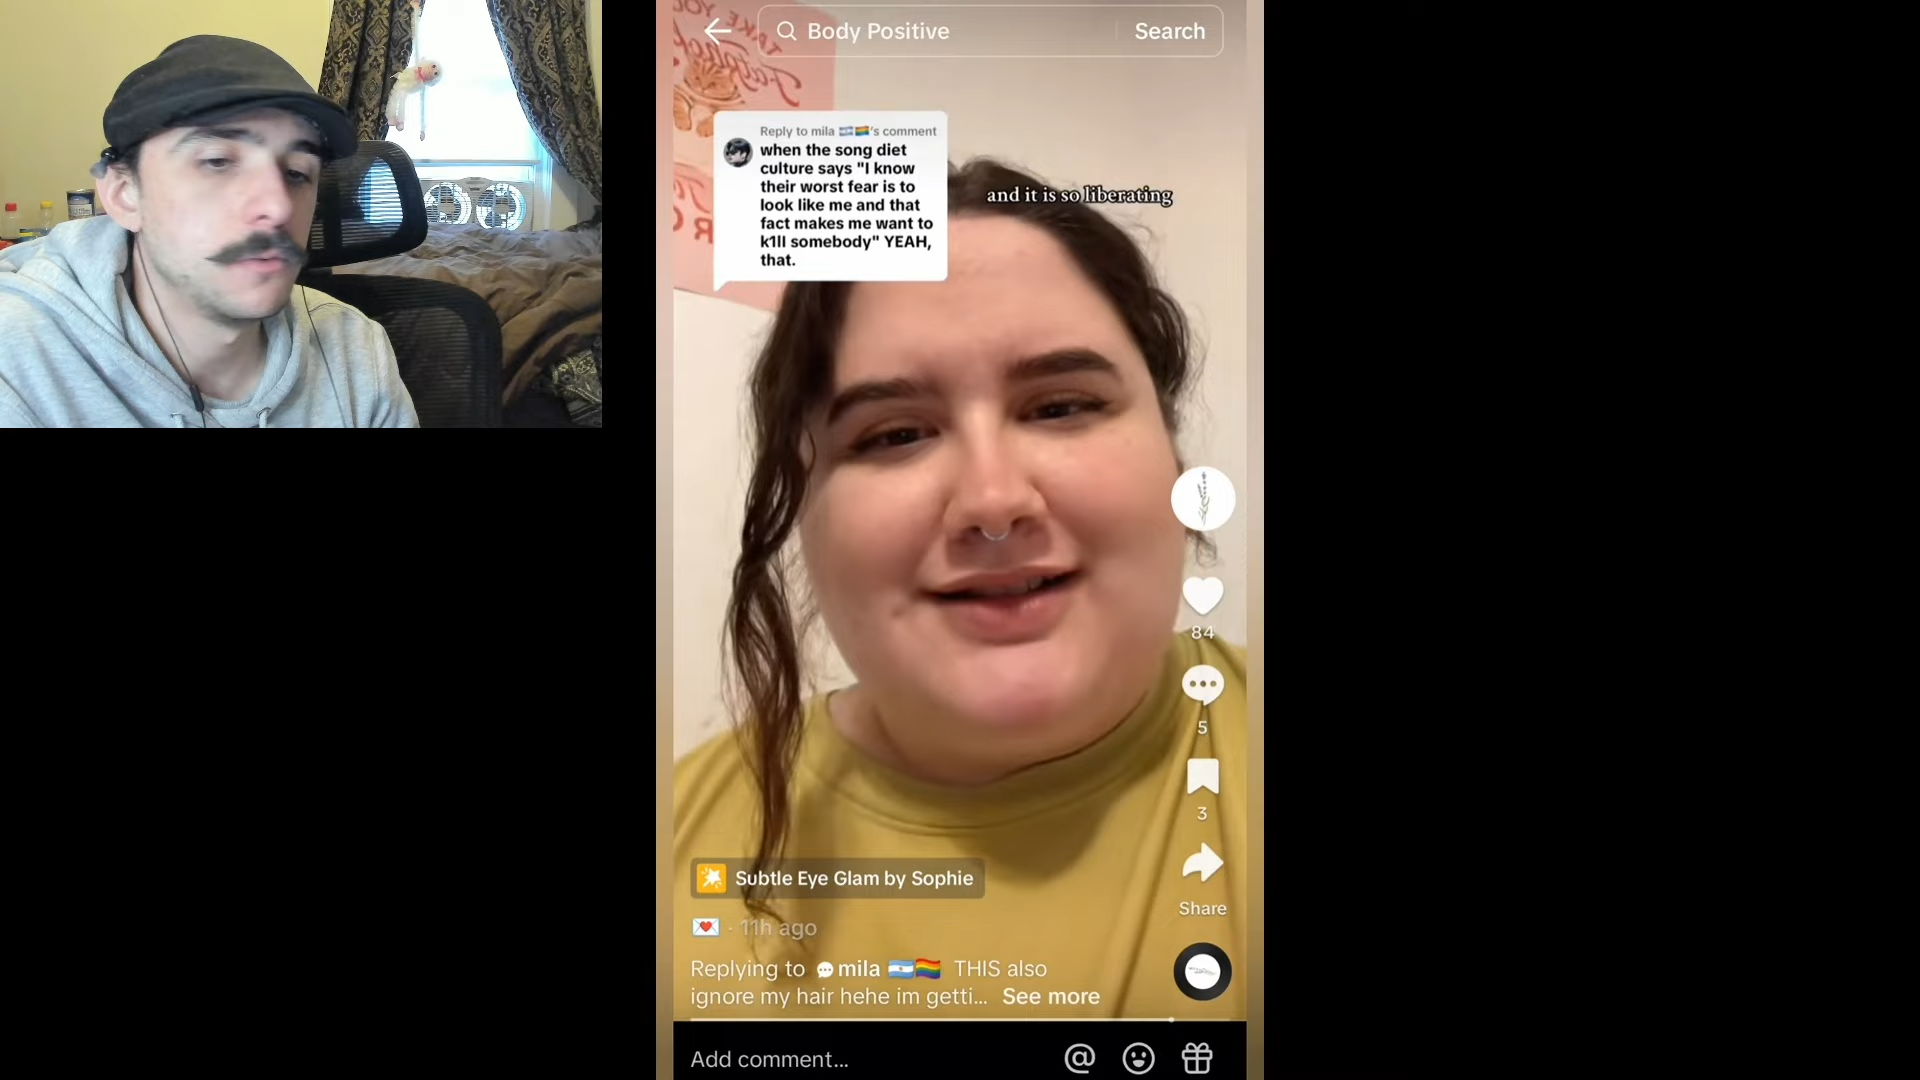 Body Positive
Search
Reply to mila 🇦🇷🏳️‍🌈's comment
when the song diet
culture says "I know
their worst fear is to
look like me and that
fact makes me want to
k1ll somebody" YEAH,
that.
and it is so liberating
84
5
3
Subtle Eye Glam by Sophie
Share
💌 · 11h ago
Replying to 💬mila 🇦🇷🏳️‍🌈 THIS also
ignore my hair hehe im getti... See more
Add comment...